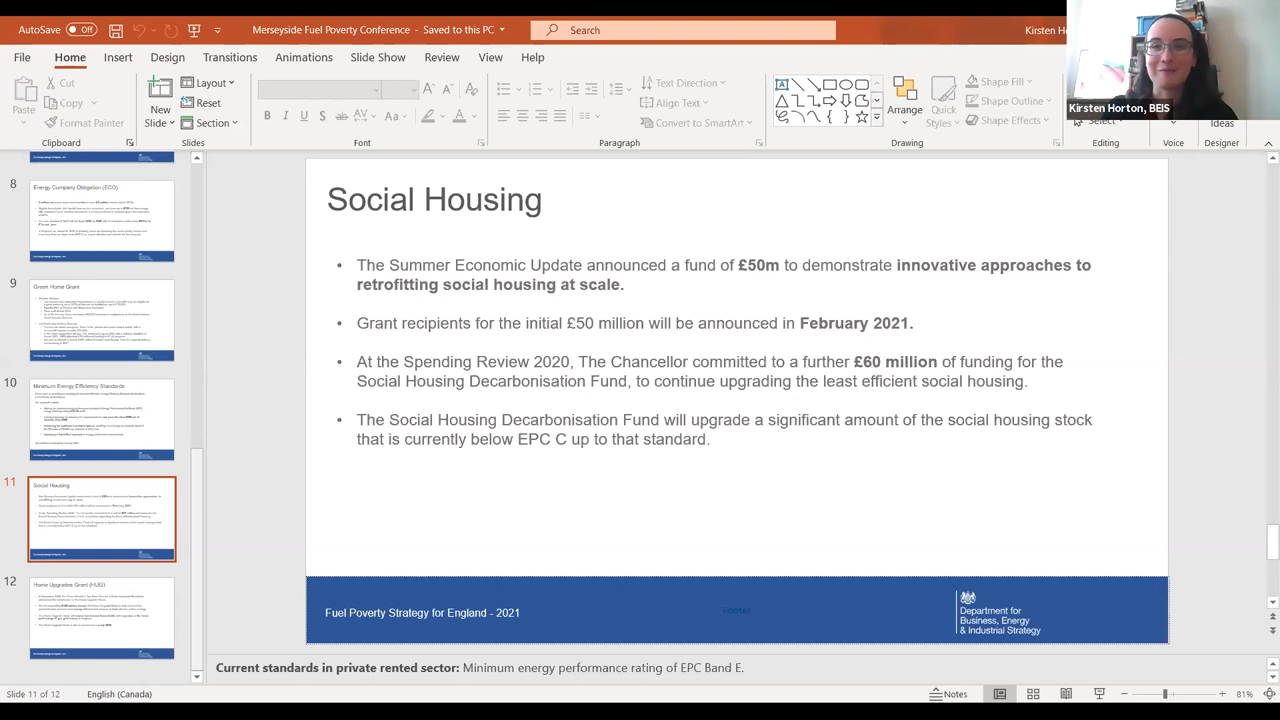 AutoSave Off
Merseyside Fuel Poverty Conference - Saved to this PC
Search
Kirsten
File Home Insert Design Transitions Animations Slide Show Review View Help
Paste
Cut
Copy
Format Painter
New
Slide
Layout
Reset
Section
Text Direction
Align Text
Convert to SmartArt
Arrange
Quick
Styles
Shape Fill
Shape Outline
Shape Effects
Select
Ideas
Clipboard
Slides
Font
Paragraph
Drawing
Editing
Voice
Designer
Kirsten Horton, BEIS
8
Energy Company Obligation (ECO)
9
Green Home Grant
10
Minimum Energy Efficiency Standards
11
Social Housing
12
Home Upgrades Grant (HUG)
Social Housing
• The Summer Economic Update announced a fund of £50m to demonstrate innovative approaches to
retrofitting social housing at scale.
• Grant recipients of the initial £50 million will be announced in February 2021.
• At the Spending Review 2020, The Chancellor committed to a further £60 million of funding for the
Social Housing Decarbonisation Fund, to continue upgrading the least efficient social housing.
• The Social Housing Decarbonisation Fund will upgrade a significant amount of the social housing stock
that is currently below EPC C up to that standard.
Fuel Poverty Strategy for England - 2021
Footer
Department for
Business, Energy
& Industrial Strategy
Current standards in private rented sector: Minimum energy performance rating of EPC Band E.
Slide 11 of 12
English (Canada)
Notes
81%